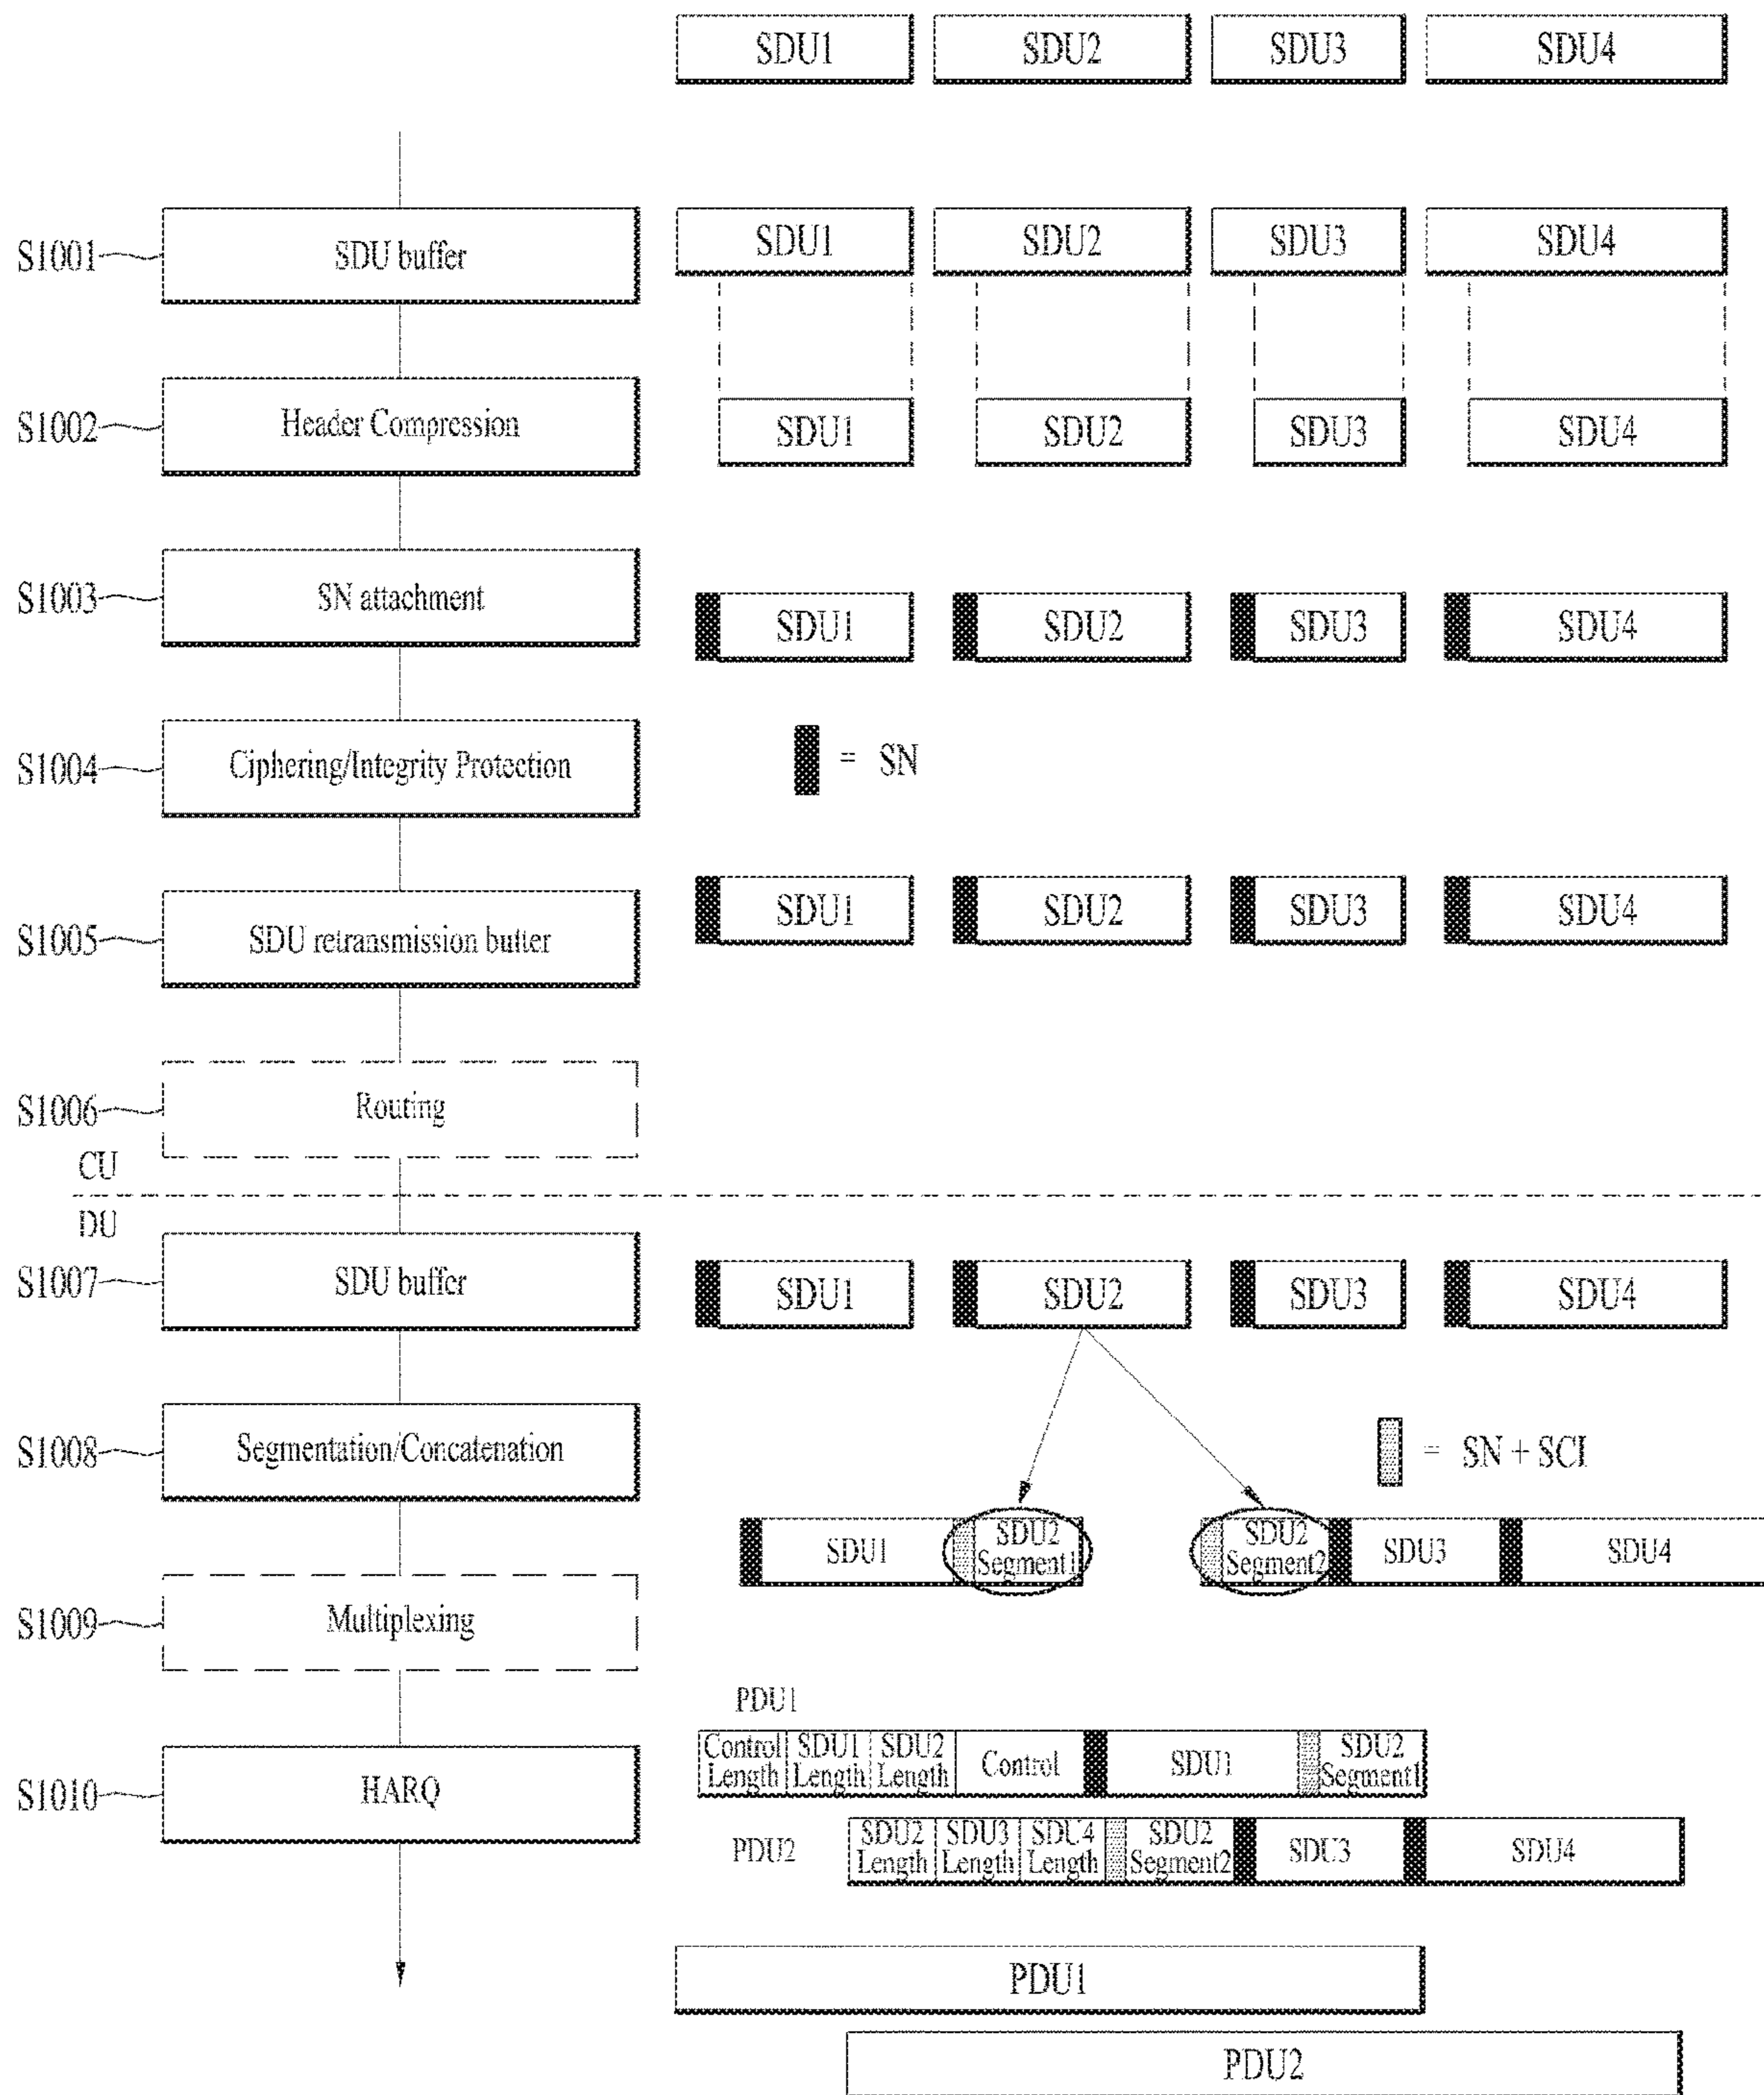 SDU1 SDU2 SDU3 SDU4
S1001 SDU buffer SDU1 SDU2 SDU3 SDU4
S1002 Header Compression SDU1 SDU2 SDU3 SDU4
S1003 SN attachment SDU1 SDU2 SDU3 SDU4
S1004 Ciphering/Integrity Protection = SN
S1005 SDU retransmission butter SDU1 SDU2 SDU3 SDU4
S1006 Routing
CU
DU
S1007 SDU buffer SDU1 SDU2 SDU3 SDU4
S1008 Segmentation/Concatenation = SN + SCI
SDU1 SDU2 Segment1 SDU2 Segment2 SDU3 SDU4
S1009 Multiplexing
PDU1
Control Length SDU1 Length SDU2 Length Control SDU1 SDU2 Segment1
S1010 HARQ
PDU2 SDU2 Length SDU3 Length SDU4 Length SDU2 Segment2 SDU3 SDU4
PDU1
PDU2